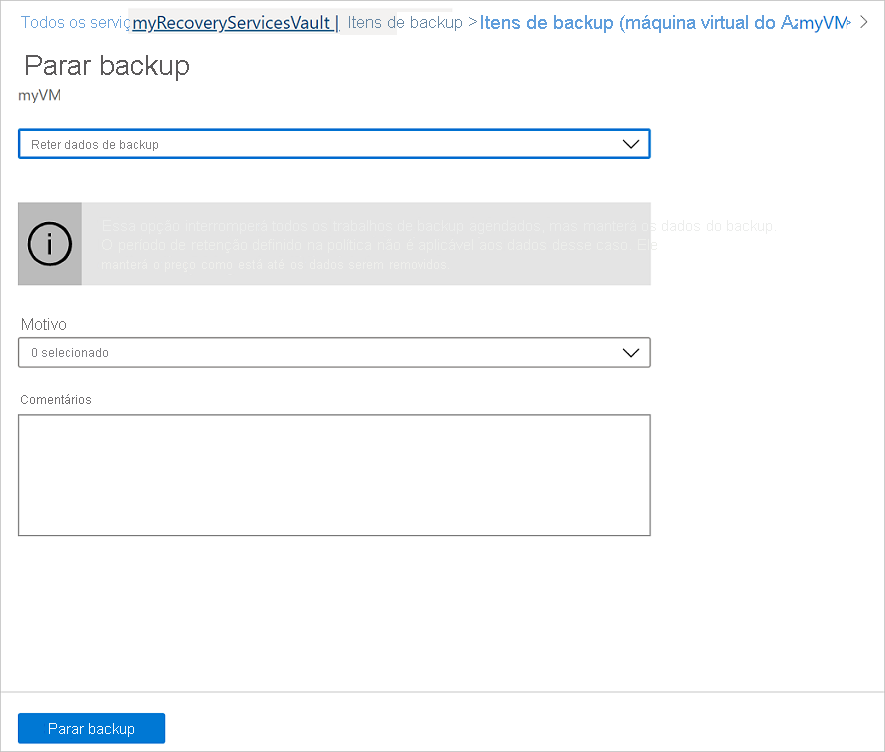 Todos os serviç myRecoveryServicesVault | Itens de backup > Itens de backup (máquina virtual do Az myVM > >
Parar backup
myVM
Reter dados de backup
Essa opção interromperá todos os trabalhos de backup agendados, mas manterá os dados do backup.
O período de retenção definido na política não é aplicável aos dados desse caso. Ele
manterá o preço como está até os dados serem removidos
Motivo
0 selecionado
Comentários
Parar backup